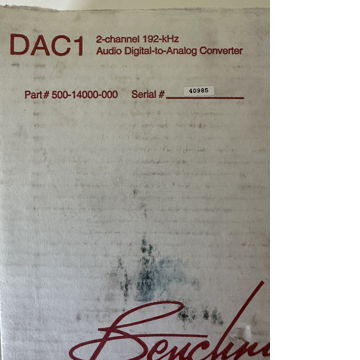 DAC1 2-channel 192-kHz
Audio Digital-to-Analog Converter
Part# 500-14000-000 Serial # 40985